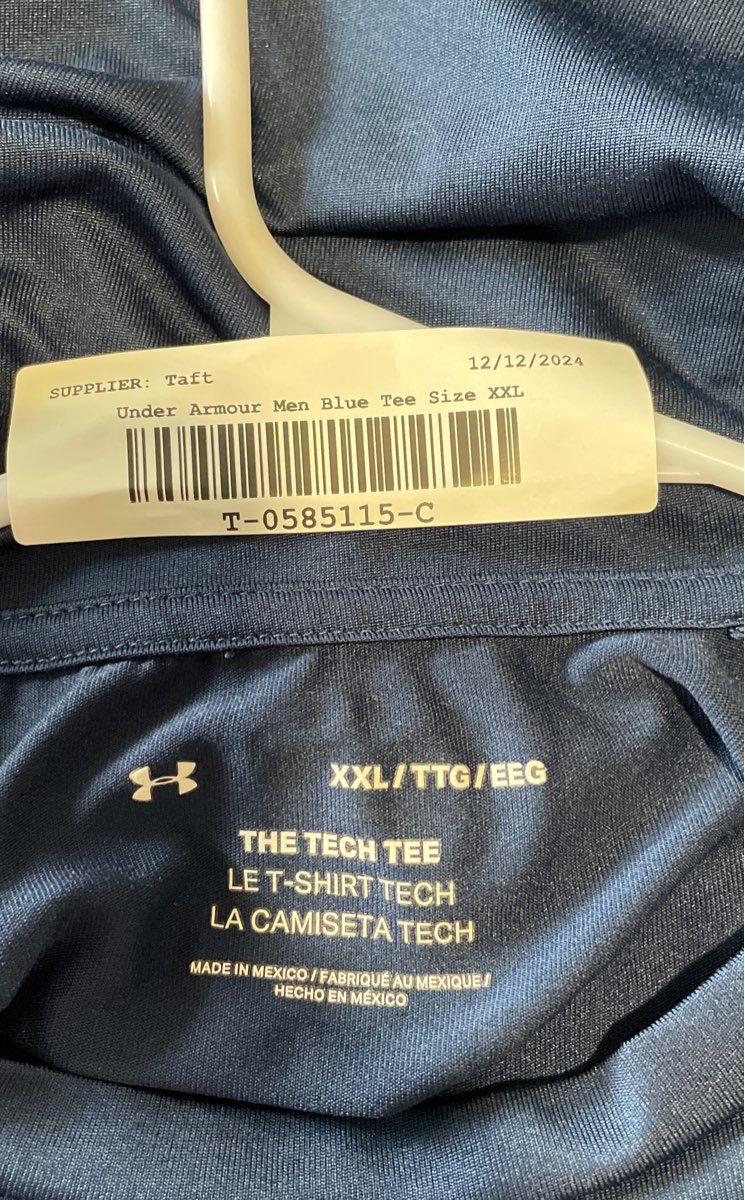 SUPPLIER: Taft 12/12/2024
Under Armour Men Blue Tee Size XXL
T-0585115-C
XXL/TTG/EEG
THE TECH TEE
LE T-SHIRT TECH
LA CAMISETA TECH
MADE IN MEXICO / FABRIQUÉ AU MEXIQUE /
HECHO EN MÉXICO